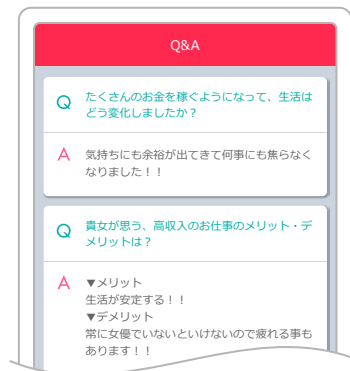 Q&A
Q たくさんのお金を稼ぐようになって、生活は
どう変化しましたか？
A 気持ちにも余裕が出てきて何事にも焦らなく
なりました！！
Q 貴女が思う、高収入のお仕事のメリット・デ
メリットは？
A ▼メリット
生活が安定する！！
▼デメリット
常に女優でいないといけないので疲れる事も
あります！！